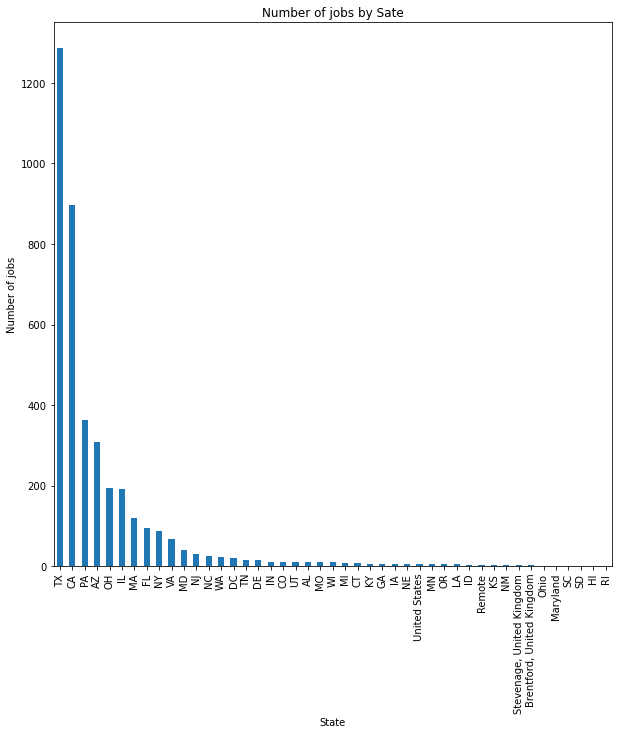 Number of jobs by Sate
Number of jobs
1200
1000
800
600
400
200
0
TX
CA
PA
AZ
OH
IL
MA
FL
NY
VA
MD
NJ
NC
WA
DC
TN
DE
IN
CO
UT
AL
MO
WI
MI
CT
KY
GA
IA
NE
United States
MN
OR
LA
ID
Remote
KS
NM
Stevenage, United Kingdom
Brentford, United Kingdom
Ohio
Maryland
SC
SD
HI
RI
State